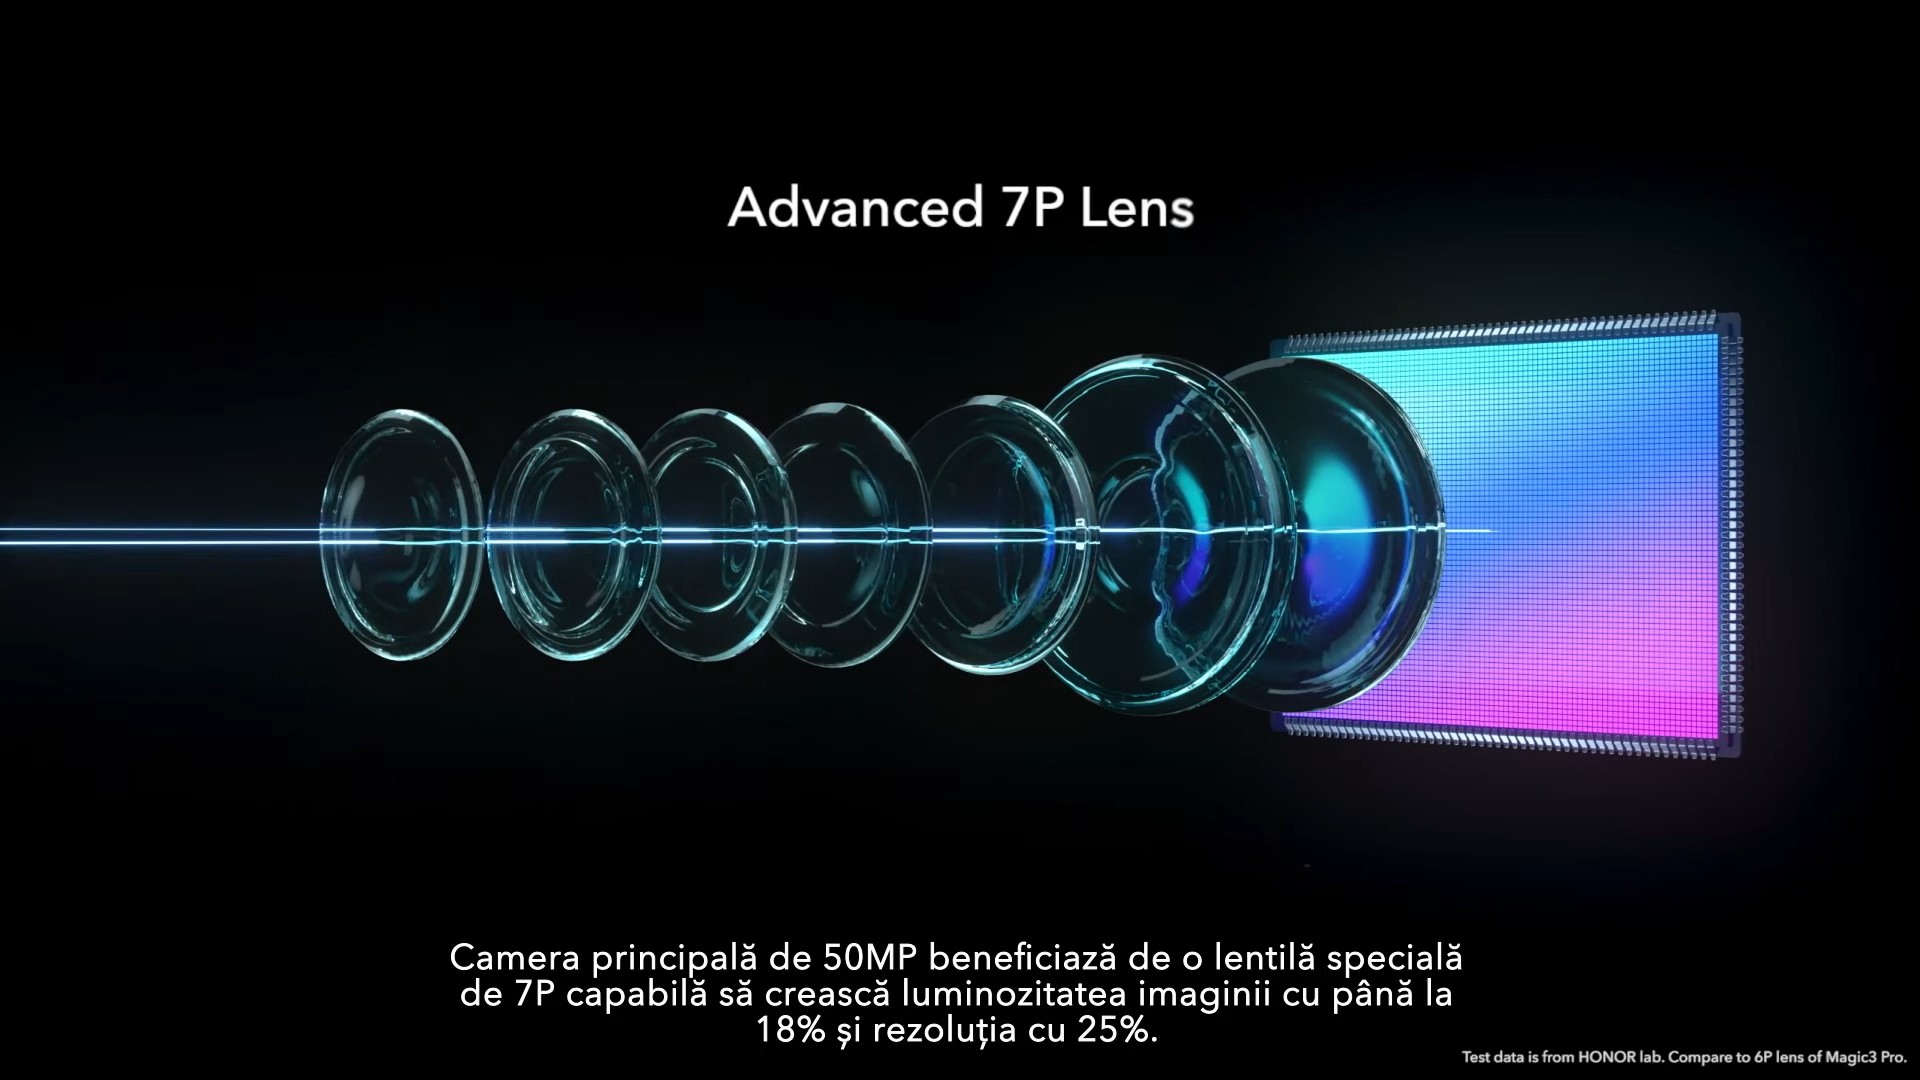 Advanced 7P Lens
Camera principală de 50MP beneficiază de o lentilă specială
de 7P capabilă să crească luminozitatea imaginii cu până la
18% și rezoluția cu 25%.
Test data is from HONOR lab. Compare to 6P lens of Magic3 Pro.